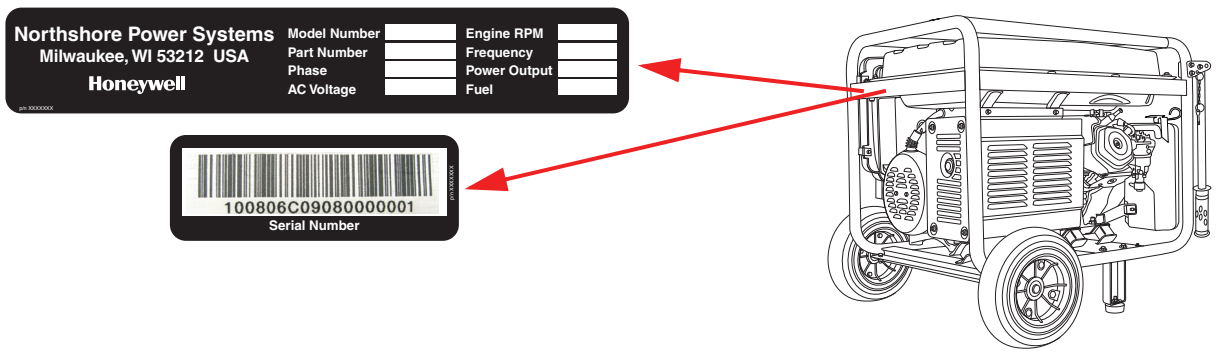 Northshore Power Systems
Milwaukee, WI 53212 USA
Honeywell
p/n XXXXXXX
Model Number
Part Number
Phase
AC Voltage
Engine RPM
Frequency
Power Output
Fuel
100806C09080000001
Serial Number
p/n XXXXXXX